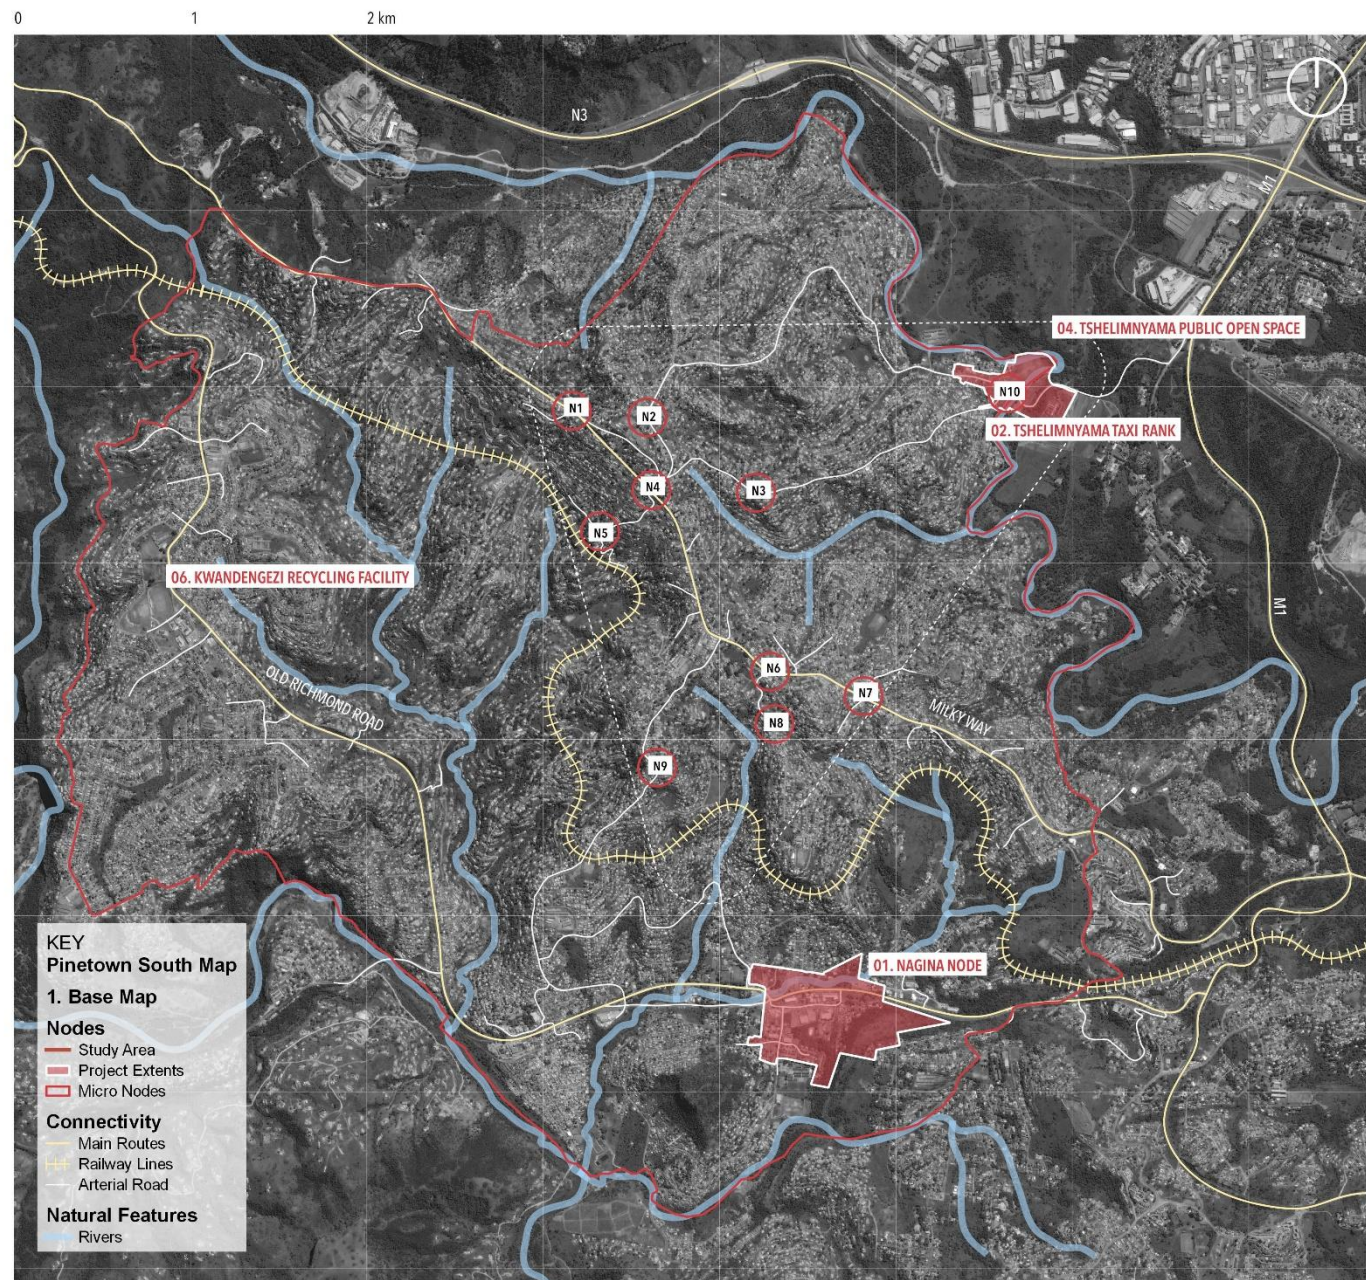 0 1 2 km
N3
M1
04. TSHELIMNYAMA PUBLIC OPEN SPACE
N10
N1
N2
02. TSHELIMNYAMA TAXI RANK
N4
N3
N5
06. KWANDENGEZI RECYCLING FACILITY
M1
OLD RICHMOND ROAD
N6
N7
MILKY WAY
N8
N9
01. NAGINA NODE
KEY
Pinetown South Map
1. Base Map
Nodes
Study Area
Project Extents
Micro Nodes
Connectivity
Main Routes
Railway Lines
Arterial Road
Natural Features
Rivers